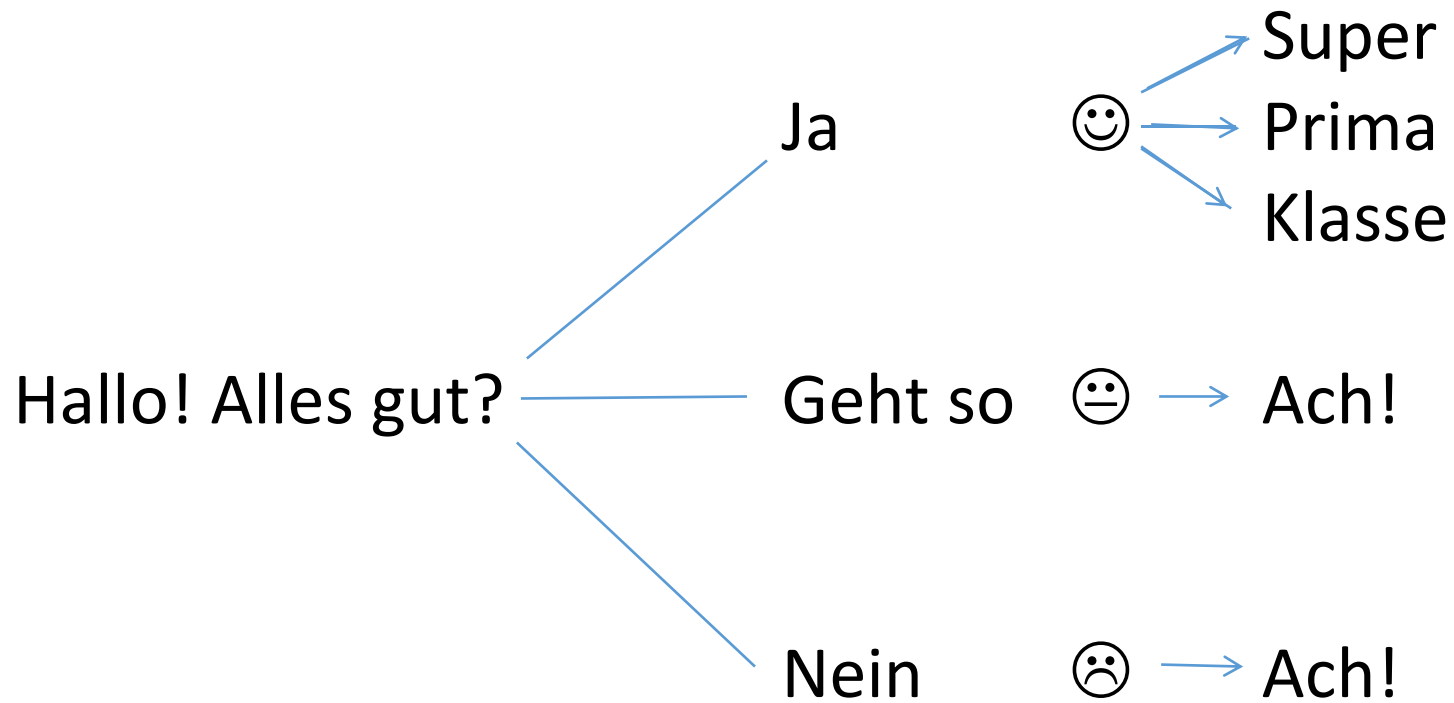 Super
Ja
Prima
Klasse
Hallo! Alles gut?
Geht so
Ach!
Nein
Ach!